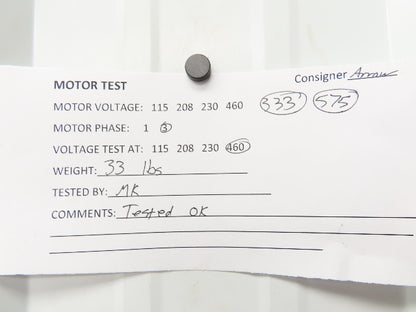 Consigner Arrow
MOTOR TEST
MOTOR VOLTAGE: 115 208 230 460 333' 575
MOTOR PHASE: 1 3
VOLTAGE TEST AT: 115 208 230 460
WEIGHT: 33 lbs
TESTED BY: MK
COMMENTS: Tested OK